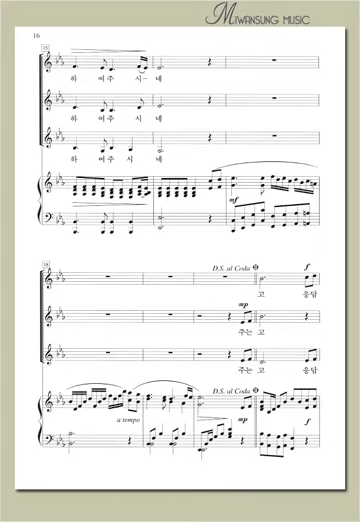 MIWANSUNG MUSIC
16
15
하 여주 시 네
하 여주 시 네
하 여주 시 네
mf
D.S. al Coda
f
고 응답
mp
주는 고
주는 고 응답
D.S. al Coda
a tempo
mp
f